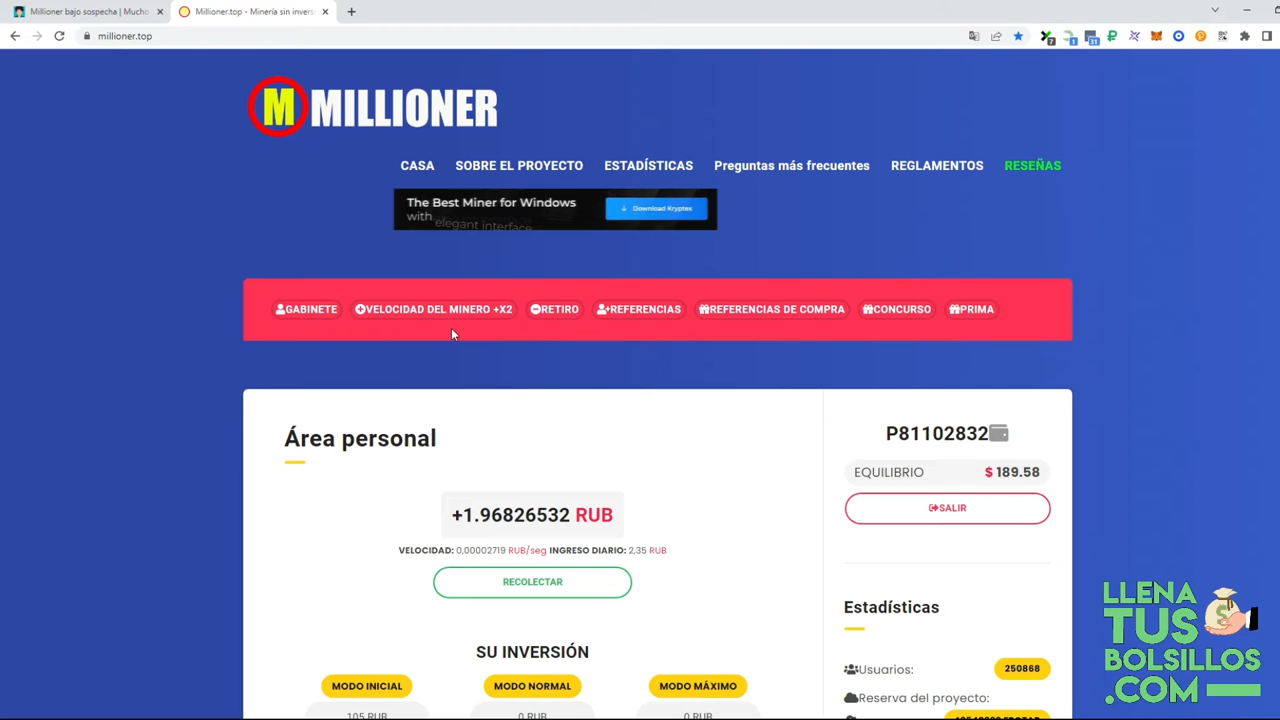 Millioner bajo sospecha | Mucho
Millioner.top - Minería sin invers
millioner.top
7
1
11
M MILLIONER
CASA SOBRE EL PROYECTO ESTADÍSTICAS Preguntas más frecuentes REGLAMENTOS RESEÑAS
The Best Miner for Windows
with elegant interface
Download Kryptex
GABINETE VELOCIDAD DEL MINERO +X2 RETIRO REFERENCIAS REFERENCIAS DE COMPRA CONCURSO PRIMA
Área personal
+1.96826532 RUB
VELOCIDAD: 0,00002719 RUB/seg INGRESO DIARIO: 2,35 RUB
RECOLECTAR
SU INVERSIÓN
MODO INICIAL MODO NORMAL MODO MÁXIMO
105 RUB 0 RUB 0 RUB
P81102832
EQUILIBRIO $ 189.58
SALIR
Estadísticas
Usuarios: 250868
Reserva del proyecto:
LLENA
TUS
BOLSILLOS
.COM